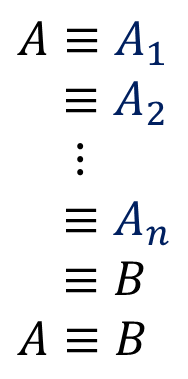 A ≡ A₁
≡ A₂
⋮
≡ Aₙ
≡ B
A ≡ B